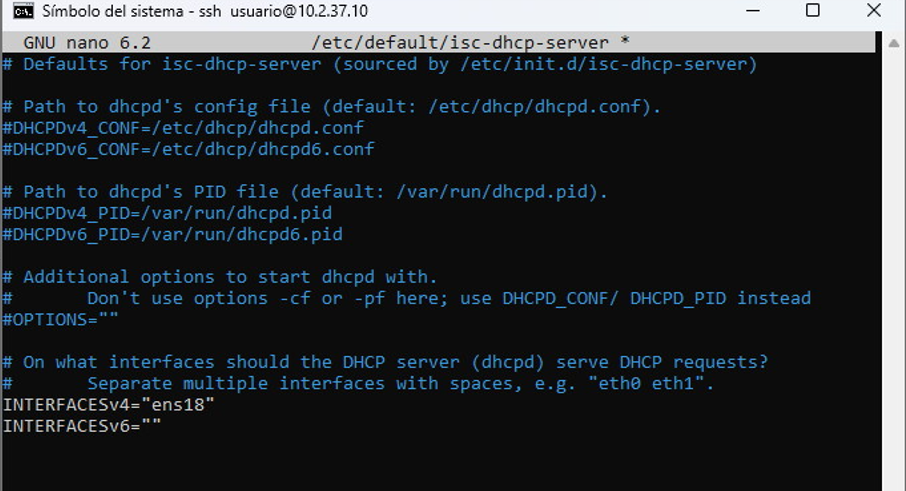 Símbolo del sistema - ssh usuario@10.2.37.10
GNU nano 6.2 /etc/default/isc-dhcp-server *
# Defaults for isc-dhcp-server (sourced by /etc/init.d/isc-dhcp-server)
# Path to dhcpd's config file (default: /etc/dhcp/dhcpd.conf).
#DHCPDv4_CONF=/etc/dhcp/dhcpd.conf
#DHCPDv6_CONF=/etc/dhcp/dhcpd6.conf
# Path to dhcpd's PID file (default: /var/run/dhcpd.pid).
#DHCPDv4_PID=/var/run/dhcpd.pid
#DHCPDv6_PID=/var/run/dhcpd6.pid
# Additional options to start dhcpd with.
#       Don't use options -cf or -pf here; use DHCPD_CONF/ DHCPD_PID instead
#OPTIONS=""
# On what interfaces should the DHCP server (dhcpd) serve DHCP requests?
#       Separate multiple interfaces with spaces, e.g. "eth0 eth1".
INTERFACESv4="ens18"
INTERFACESv6=""